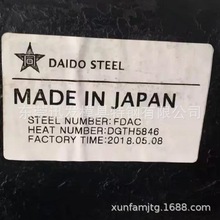 DAIDO STEEL
MADE IN JAPAN
STEEL NUMBER:FDAC
HEAT NUMBER:DGTH5846
FACTORY TIME:2018.05.08
xunfamjtg.1688.com